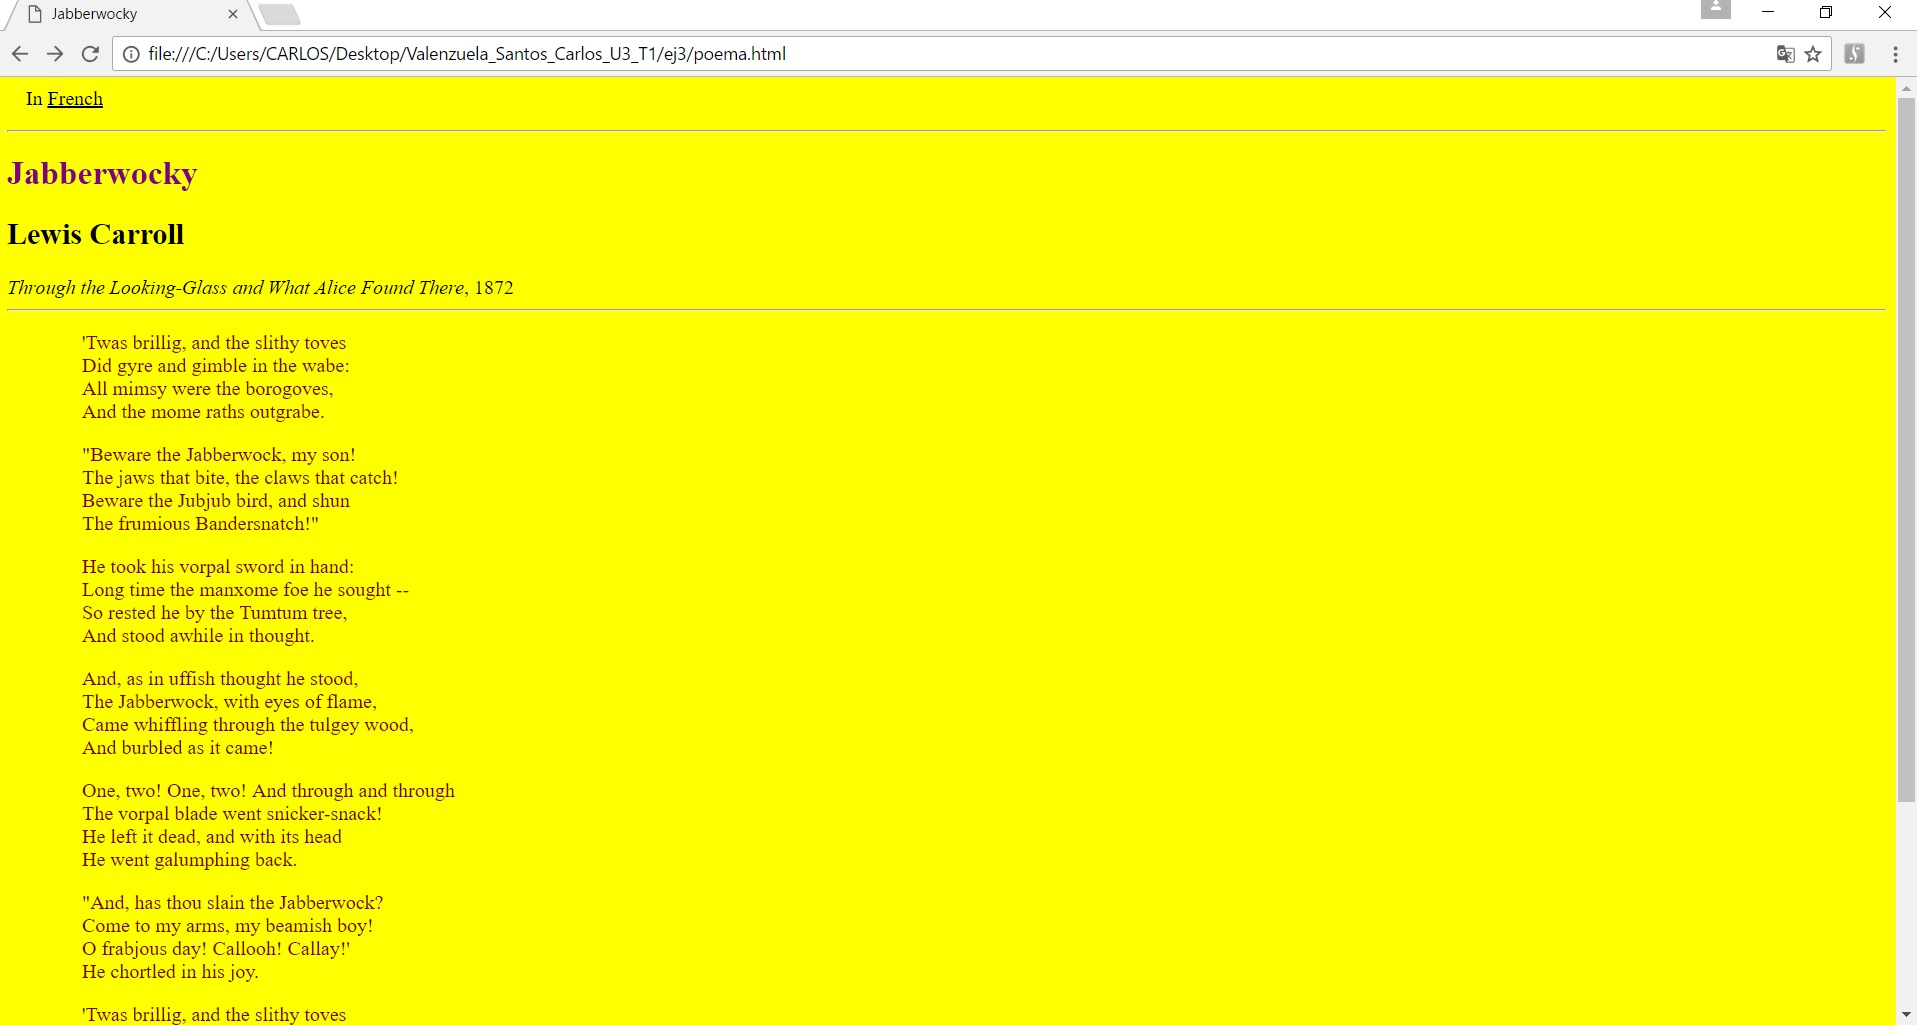 Jabberwocky
file:///C:/Users/CARLOS/Desktop/Valenzuela_Santos_Carlos_U3_T1/ej3/poema.html
In French
Jabberwocky
Lewis Carroll
Through the Looking-Glass and What Alice Found There, 1872
'Twas brillig, and the slithy toves
Did gyre and gimble in the wabe:
All mimsy were the borogoves,
And the mome raths outgrabe.
"Beware the Jabberwock, my son!
The jaws that bite, the claws that catch!
Beware the Jubjub bird, and shun
The frumious Bandersnatch!"
He took his vorpal sword in hand:
Long time the manxome foe he sought --
So rested he by the Tumtum tree,
And stood awhile in thought.
And, as in uffish thought he stood,
The Jabberwock, with eyes of flame,
Came whiffling through the tulgey wood,
And burbled as it came!
One, two! One, two! And through and through
The vorpal blade went snicker-snack!
He left it dead, and with its head
He went galumphing back.
"And, has thou slain the Jabberwock?
Come to my arms, my beamish boy!
O frabjous day! Callooh! Callay!'
He chortled in his joy.
'Twas brillig, and the slithy toves